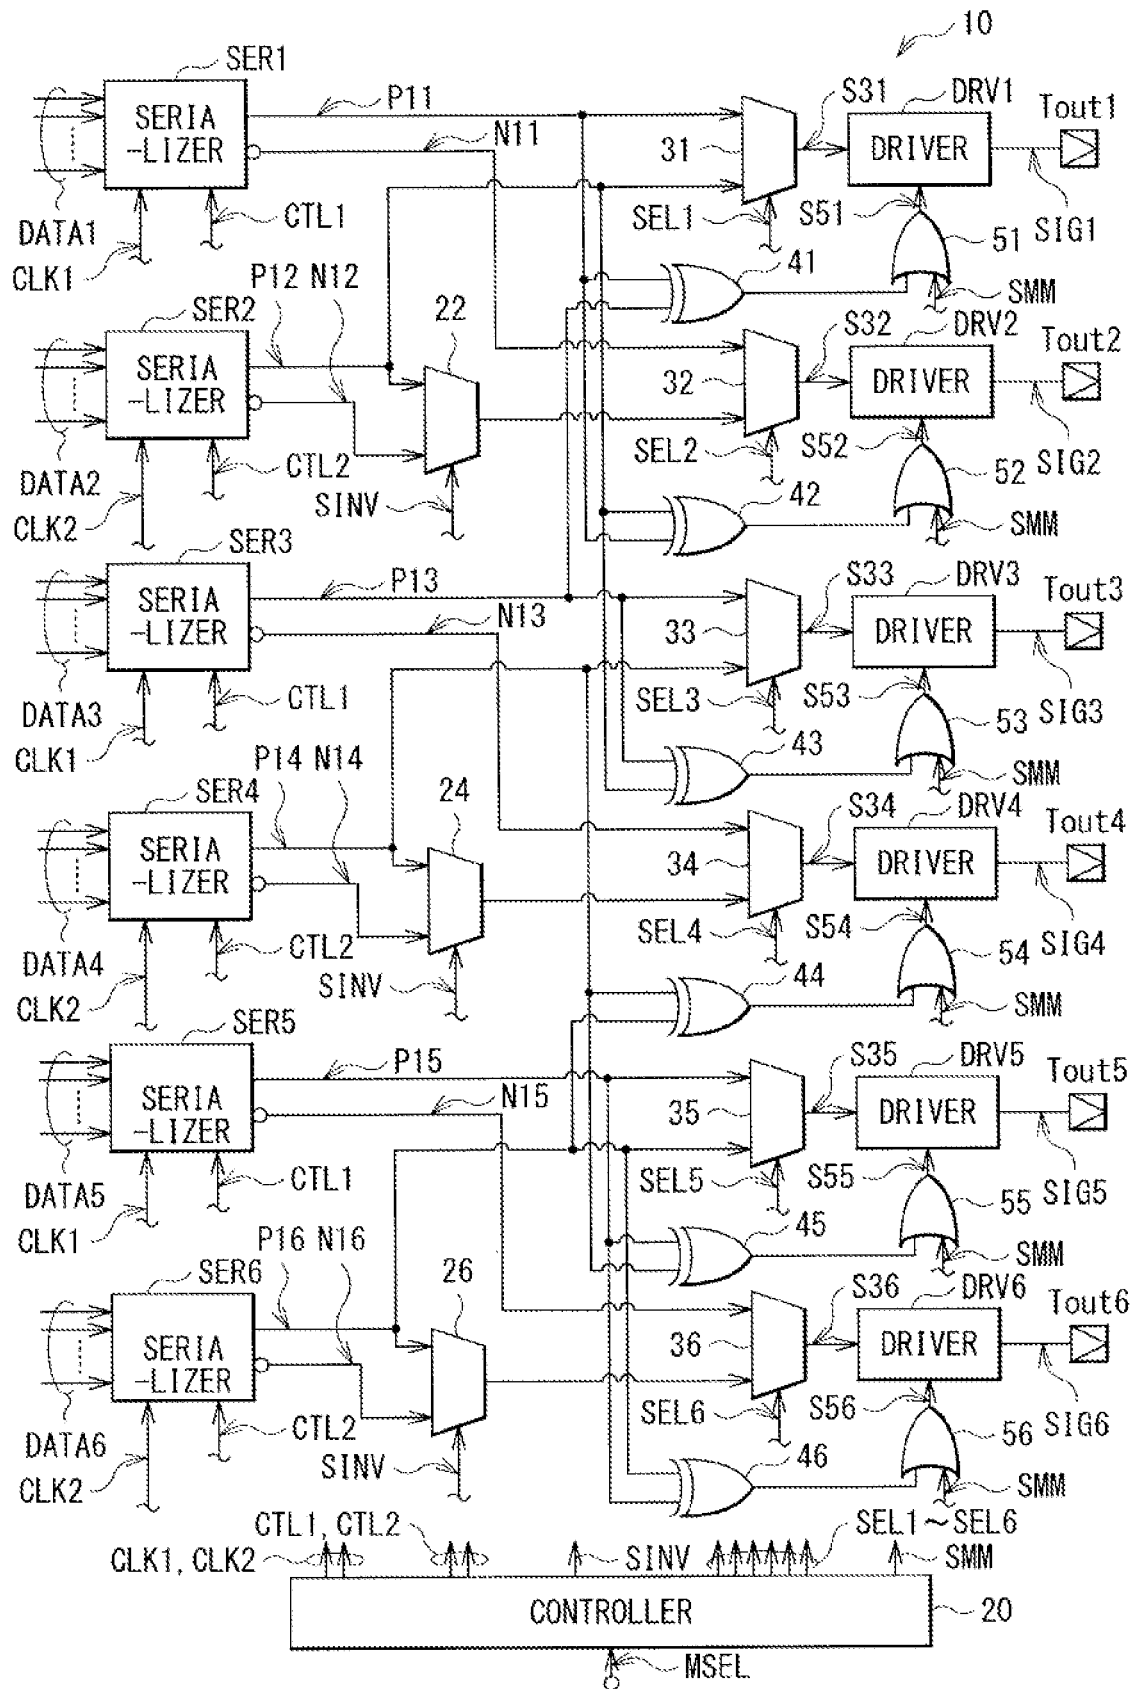 10
SER1
P11
N11
S31
DRV1
Tout1
SERIA
-LIZER
31
DRIVER
DATA1
CLK1
CTL1
SEL1
S51
51
SIG1
P12 N12
41
SMM
SER2
22
S32
DRV2
Tout2
SERIA
-LIZER
32
DRIVER
DATA2
CLK2
CTL2
SINV
SEL2
S52
52
SIG2
42
SMM
SER3
P13
N13
S33
DRV3
Tout3
SERIA
-LIZER
33
DRIVER
DATA3
CLK1
CTL1
SEL3
S53
53
SIG3
P14 N14
43
SMM
SER4
24
S34
DRV4
Tout4
SERIA
-LIZER
34
DRIVER
DATA4
CLK2
CTL2
SINV
SEL4
S54
54
SIG4
44
SMM
SER5
P15
N15
S35
DRV5
Tout5
SERIA
-LIZER
35
DRIVER
DATA5
CLK1
CTL1
SEL5
S55
55
SIG5
P16 N16
45
SMM
SER6
26
S36
DRV6
Tout6
SERIA
-LIZER
36
DRIVER
DATA6
CLK2
CTL2
SINV
SEL6
S56
56
SIG6
46
SMM
CTL1, CTL2
SEL1～SEL6
CLK1, CLK2
SINV
SMM
CONTROLLER
20
MSEL